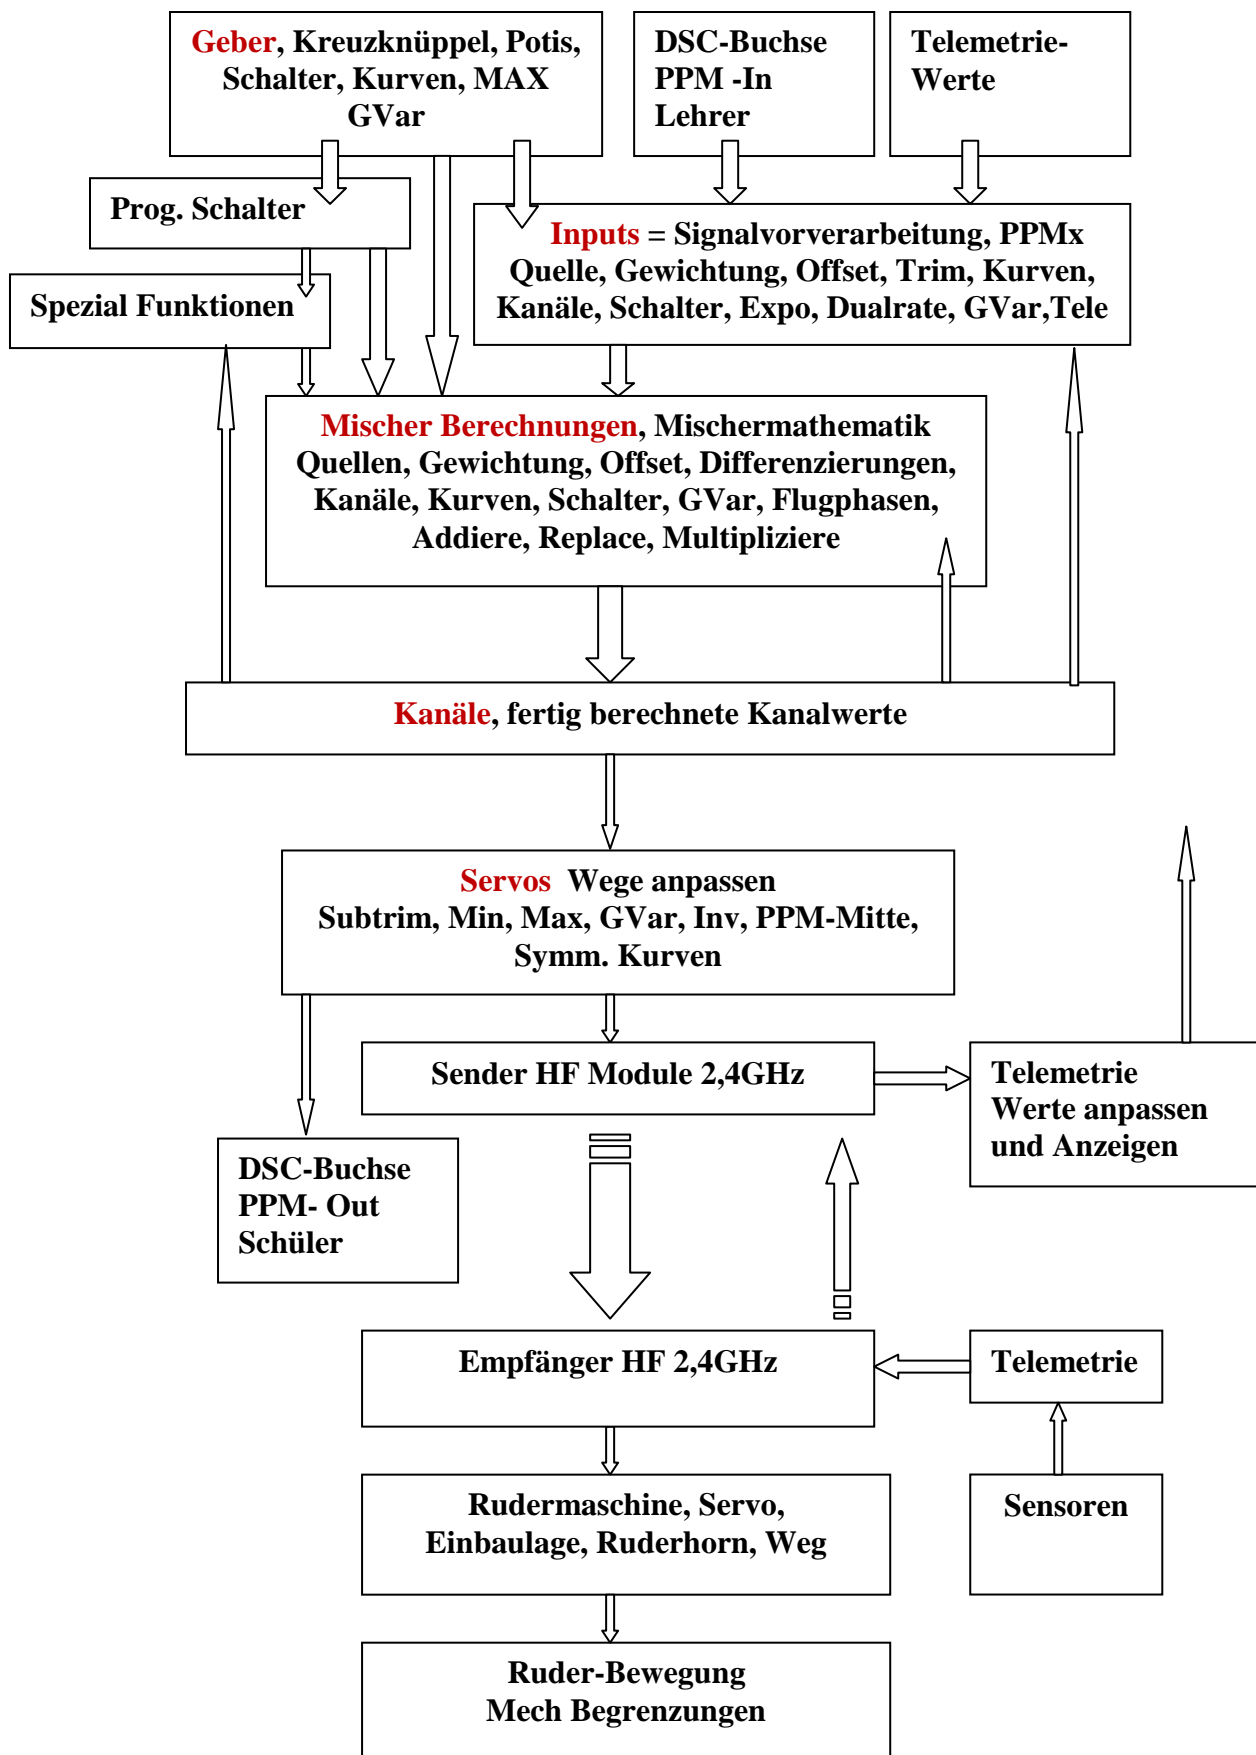 Geber, Kreuzknüppel, Potis,
Schalter, Kurven, MAX
GVar
DSC-Buchse
PPM -In
Lehrer
Telemetrie-
Werte
Prog. Schalter
Spezial Funktionen
Inputs = Signalvorverarbeitung, PPMx
Quelle, Gewichtung, Offset, Trim, Kurven,
Kanäle, Schalter, Expo, Dualrate, GVar,Tele
Mischer Berechnungen, Mischermathematik
Quellen, Gewichtung, Offset, Differenzierungen,
Kanäle, Kurven, Schalter, GVar, Flugphasen,
Addiere, Replace, Multipliziere
Kanäle, fertig berechnete Kanalwerte
Servos Wege anpassen
Subtrim, Min, Max, GVar, Inv, PPM-Mitte,
Symm. Kurven
Sender HF Module 2,4GHz
Telemetrie
Werte anpassen
und Anzeigen
DSC-Buchse
PPM- Out
Schüler
Empfänger HF 2,4GHz
Telemetrie
Rudermaschine, Servo,
Einbaulage, Ruderhorn, Weg
Sensoren
Ruder-Bewegung
Mech Begrenzungen